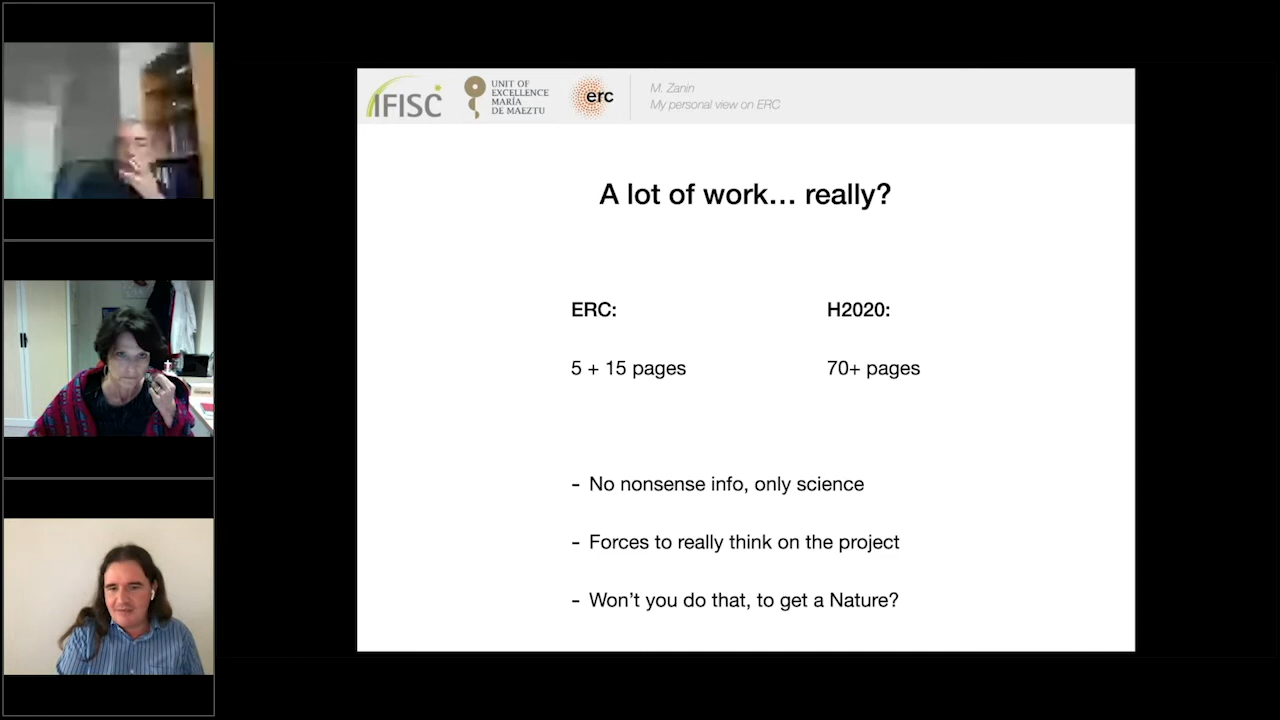 IFISC
UNIT OF
EXCELLENCE
MARÍA
DE MAEZTU
erc
M. Zanin
My personal view on ERC
A lot of work… really?
ERC:
H2020:
5 + 15 pages
70+ pages
- No nonsense info, only science
- Forces to really think on the project
- Won’t you do that, to get a Nature?